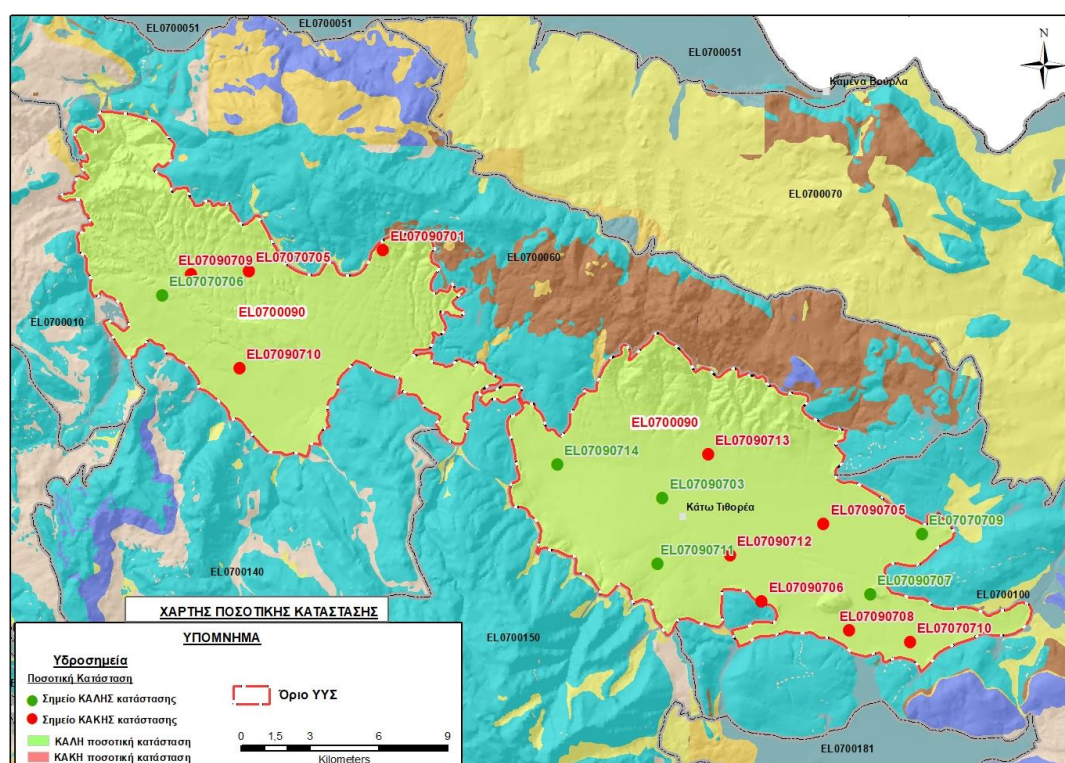 EL0700051
EL0700051
EL0700051
N
Καμένα Βούρλα
EL0700070
EL07090701
EL0700060
EL07090709
EL07070705
EL07070706
EL0700090
EL0700010
EL07090710
EL0700090
EL07090713
EL07090714
EL07090703
Κάτω Τιθορέα
EL07090705
EL07070709
EL07090712
EL07090711
EL0700140
EL07090706
EL07090707
EL0700100
EL07090708
EL07070710
EL0700150
EL0700181
ΧΑΡΤΗΣ ΠΟΣΟΤΙΚΗΣ ΚΑΤΑΣΤΑΣΗΣ
ΥΠΟΜΝΗΜΑ
Υδροσημεία
Ποσοτική Κατάσταση
Σημείο ΚΑΛΗΣ κατάστασης
Σημείο ΚΑΚΗΣ κατάστασης
ΚΑΛΗ ποσοτική κατάσταση
ΚΑΚΗ ποσοτική κατάσταση
Όριο ΥΥΣ
0 1,5 3 6 9
Kilometers